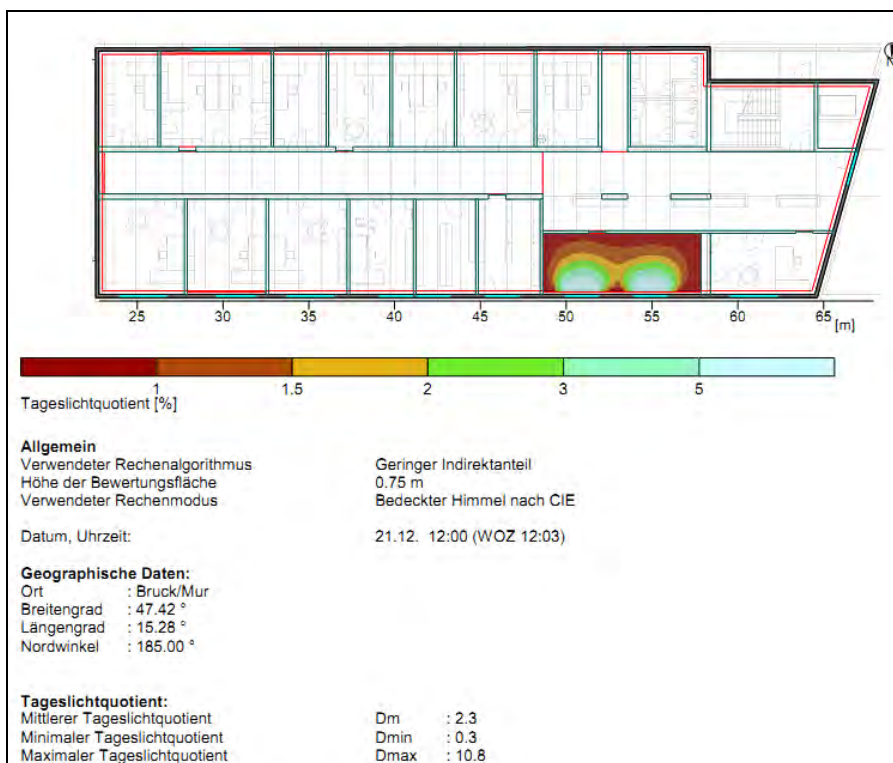 N
25 30 35 40 45 50 55 60 65 [m]
1 1.5 2 3 5
Tageslichtquotient [%]
Allgemein
Verwendeter Rechenalgorithmus Geringer Indirektanteil
Höhe der Bewertungsfläche 0.75 m
Verwendeter Rechenmodus Bedeckter Himmel nach CIE
Datum, Uhrzeit: 21.12. 12:00 (WOZ 12:03)
Geographische Daten:
Ort : Bruck/Mur
Breitengrad : 47.42 °
Längengrad : 15.28 °
Nordwinkel : 185.00 °
Tageslichtquotient:
Mittlerer Tageslichtquotient Dm : 2.3
Minimaler Tageslichtquotient Dmin : 0.3
Maximaler Tageslichtquotient Dmax : 10.8